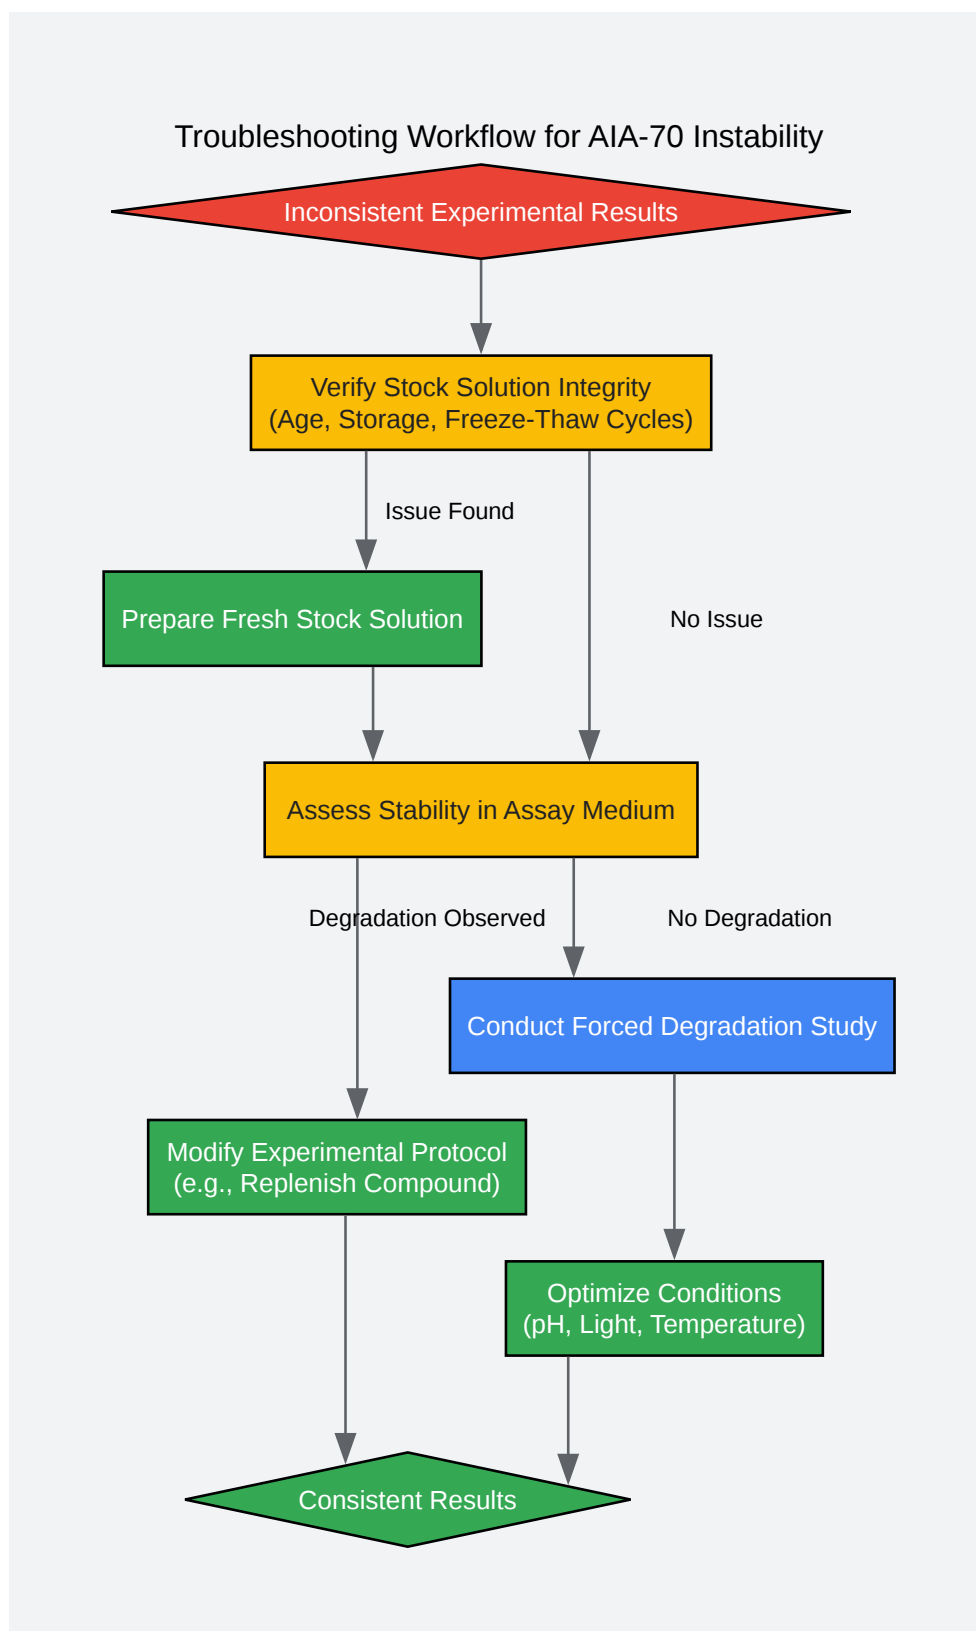 Troubleshooting Workflow for AIA-70 Instability
Inconsistent Experimental Results
Verify Stock Solution Integrity
(Age, Storage, Freeze-Thaw Cycles)
Issue Found
Prepare Fresh Stock Solution
No Issue
Assess Stability in Assay Medium
Degradation Observed
No Degradation
Conduct Forced Degradation Study
Modify Experimental Protocol
(e.g., Replenish Compound)
Optimize Conditions
(pH, Light, Temperature)
Consistent Results